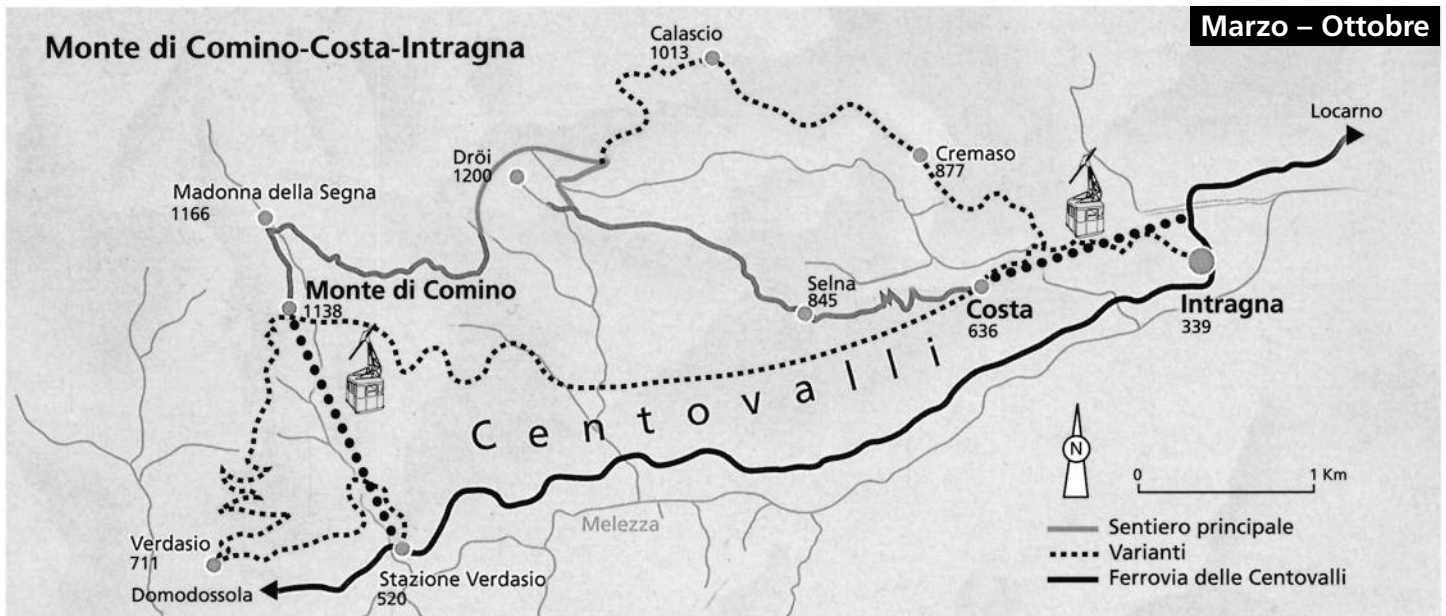 Marzo – Ottobre
Monte di Comino-Costa-Intragna
Calascio
1013
Locarno
Dröi
1200
Cremaso
877
Madonna della Segna
1166
Monte di Comino
1138
Selna
845
Costa
636
Intragna
339
Centovalli
N
0 1 Km
Melezza
Sentiero principale
Varianti
Ferrovia delle Centovalli
Verdasio
711
Stazione Verdasio
520
Domodossola